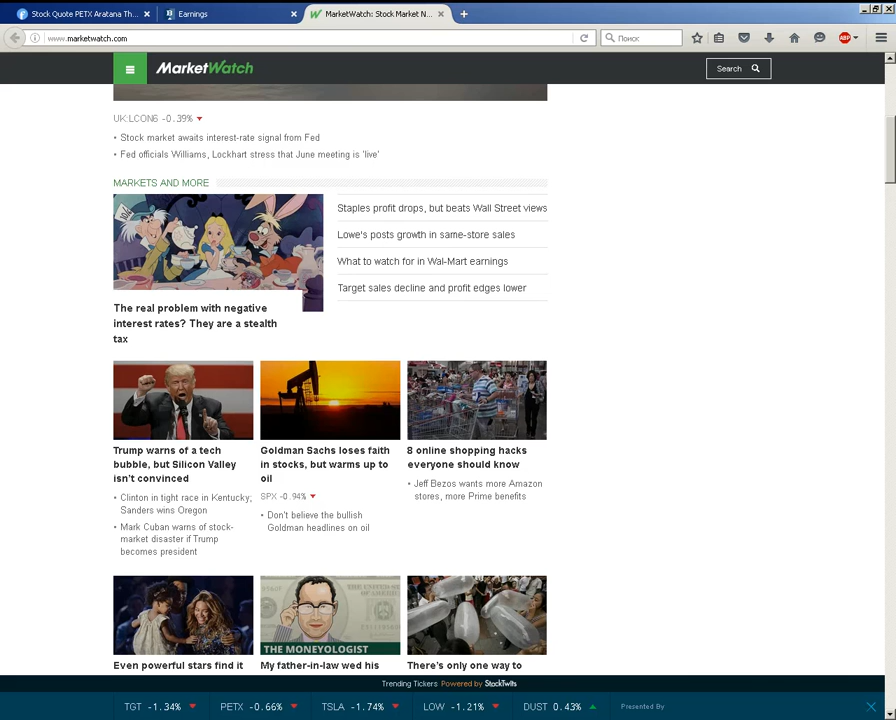 Stock Quote PETX Aratana Th...
Earnings
MarketWatch: Stock Market N...
www.marketwatch.com
Поиск
ABP
MarketWatch
Search
UK:LCON6 -0.39%
• Stock market awaits interest-rate signal from Fed
• Fed officials Williams, Lockhart stress that June meeting is 'live'
MARKETS AND MORE
Staples profit drops, but beats Wall Street views
Lowe's posts growth in same-store sales
What to watch for in Wal-Mart earnings
Target sales decline and profit edges lower
The real problem with negative
interest rates? They are a stealth
tax
Trump warns of a tech
bubble, but Silicon Valley
isn't convinced
• Clinton in tight race in Kentucky;
Sanders wins Oregon
• Mark Cuban warns of stock-
market disaster if Trump
becomes president
Goldman Sachs loses faith
in stocks, but warms up to
oil
SPX -0.94%
• Don't believe the bullish
Goldman headlines on oil
8 online shopping hacks
everyone should know
• Jeff Bezos wants more Amazon
stores, more Prime benefits
THE MONEYOLOGIST
Even powerful stars find it
My father-in-law wed his
There's only one way to
Trending Tickers Powered by StockTwits
TGT -1.34% PETX -0.66% TSLA -1.74% LOW -1.21% DUST 0.43% Presented By